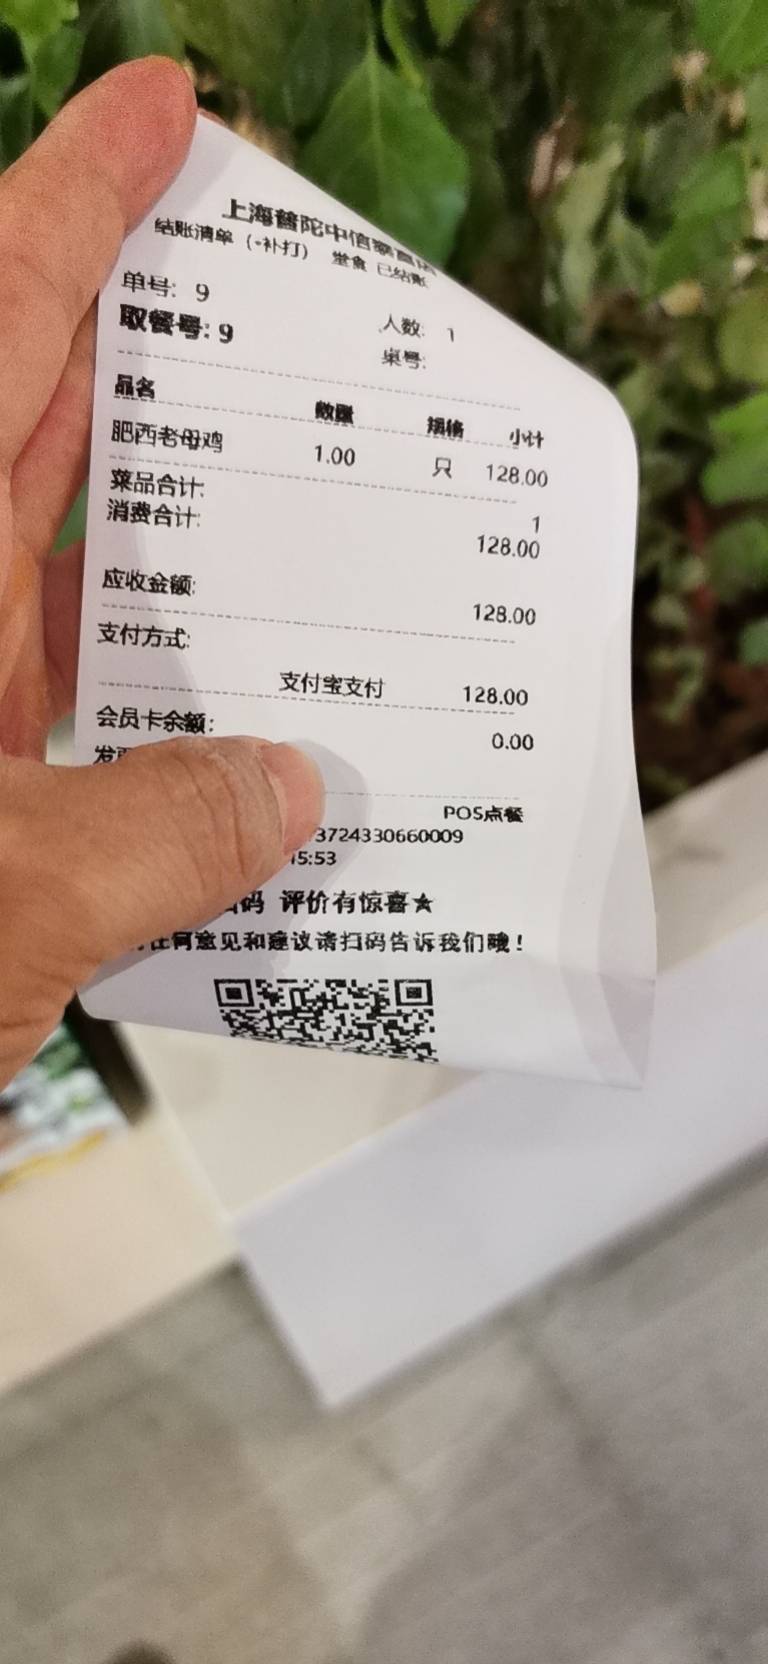 上海普陀中信泰富店
结账清单 (-补打) 堂食 已结账
单号: 9
人数: 1
取餐号: 9
桌号:
品名 数量 规格 小计
肥西老母鸡 1.00 只 128.00
菜品合计: 1
消费合计: 128.00
应收金额: 128.00
支付方式:
支付宝支付 128.00
会员卡余额: 0.00
POS点餐
3724330660009
15:53
码 评价有惊喜★
任何意见和建议请扫码告诉我们哦!